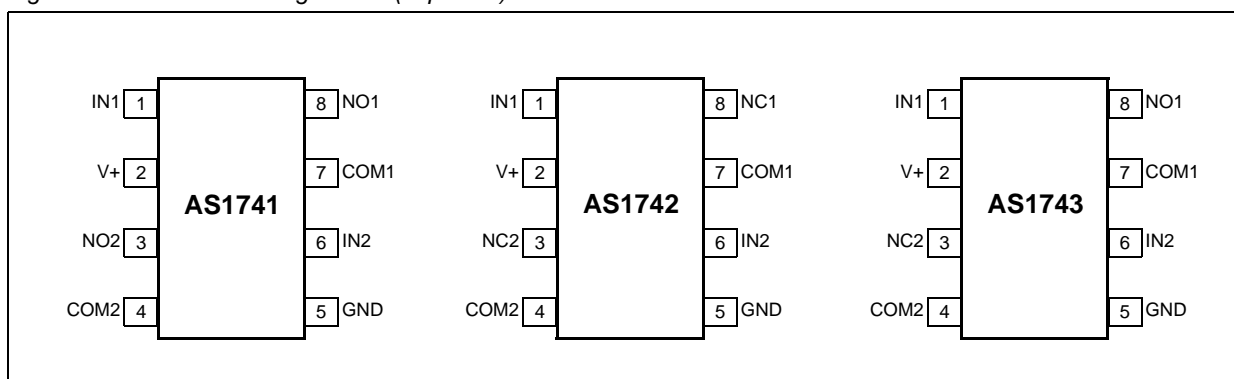 IN1 1 8 NO1
V+ 2 7 COM1
AS1741
NO2 3 6 IN2
COM2 4 5 GND
IN1 1 8 NC1
V+ 2 7 COM1
AS1742
NC2 3 6 IN2
COM2 4 5 GND
IN1 1 8 NO1
V+ 2 7 COM1
AS1743
NC2 3 6 IN2
COM2 4 5 GND